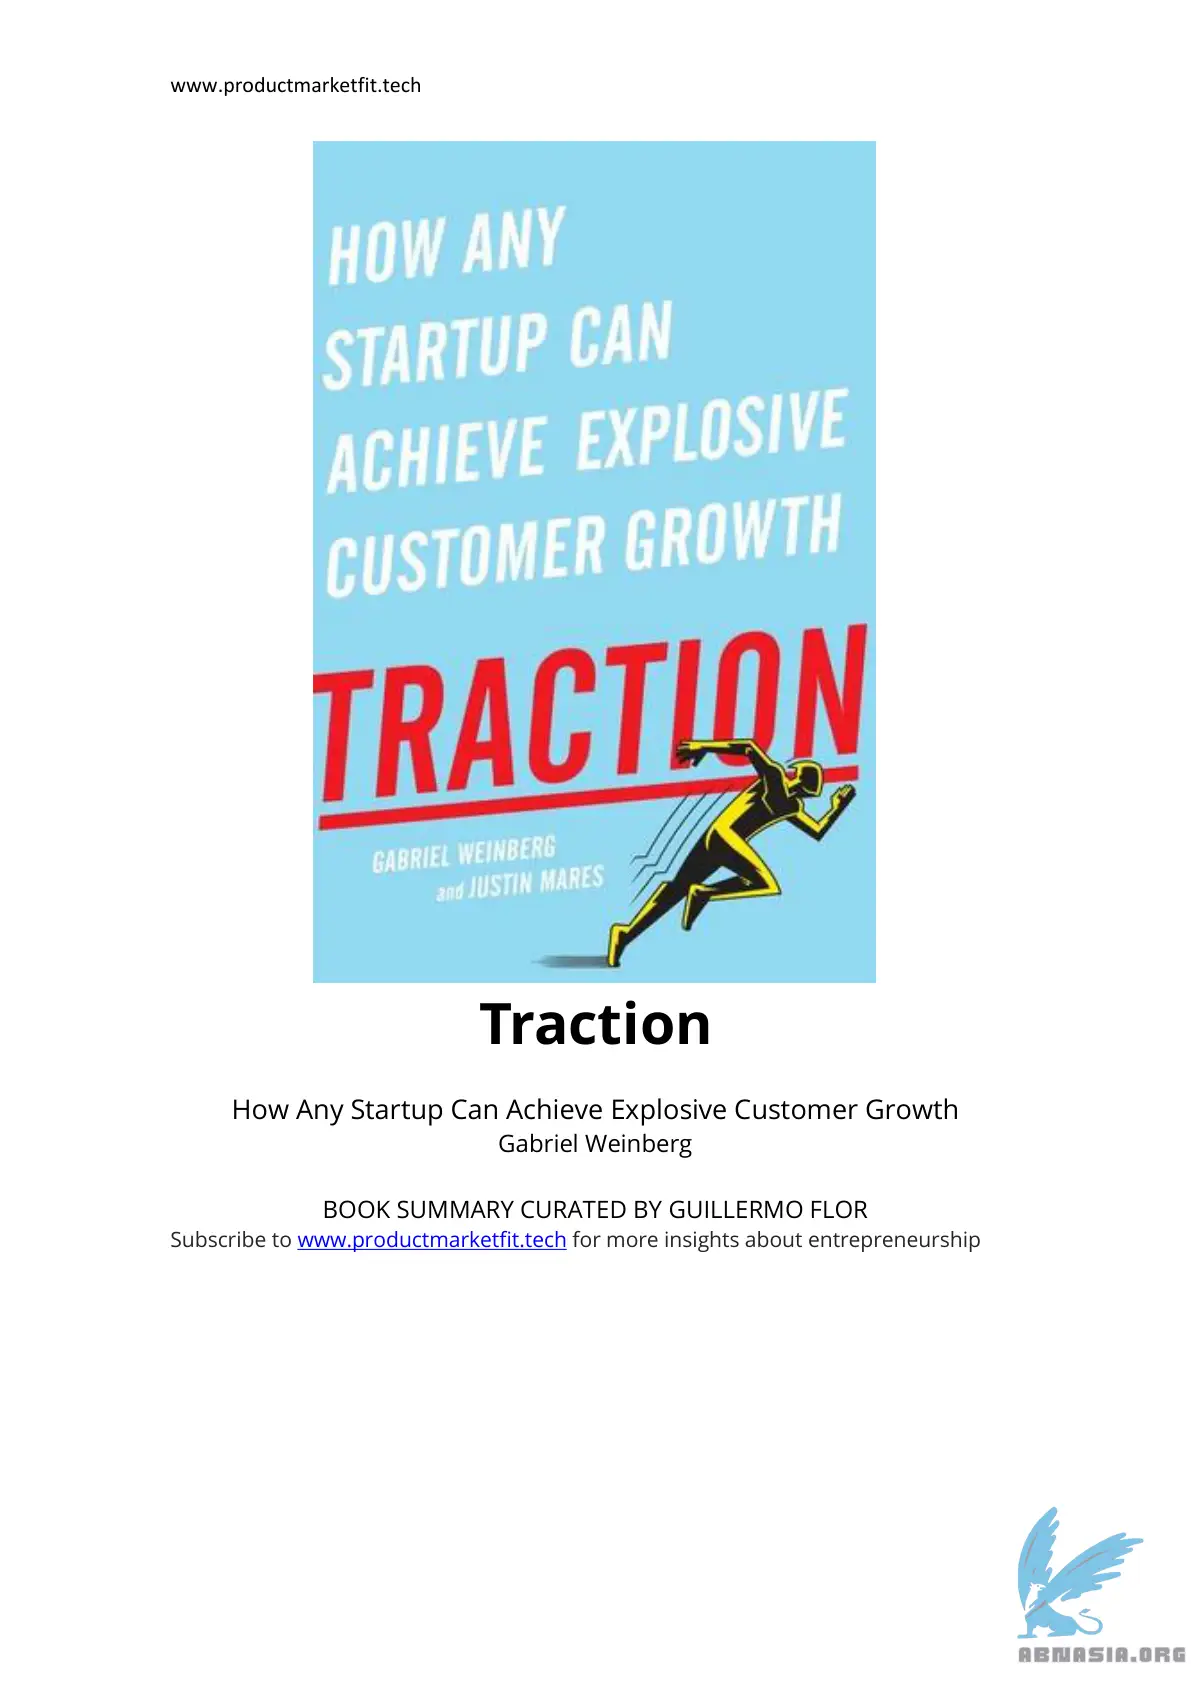 www.productmarketfit.tech
HOW ANY
STARTUP CAN
ACHIEVE EXPLOSIVE
CUSTOMER GROWTH
TRACTION
GABRIEL WEINBERG
and JUSTIN MARES
Traction
How Any Startup Can Achieve Explosive Customer Growth
Gabriel Weinberg
BOOK SUMMARY CURATED BY GUILLERMO FLOR
Subscribe to www.productmarketfit.tech for more insights about entrepreneurship
ABNASIA.ORG